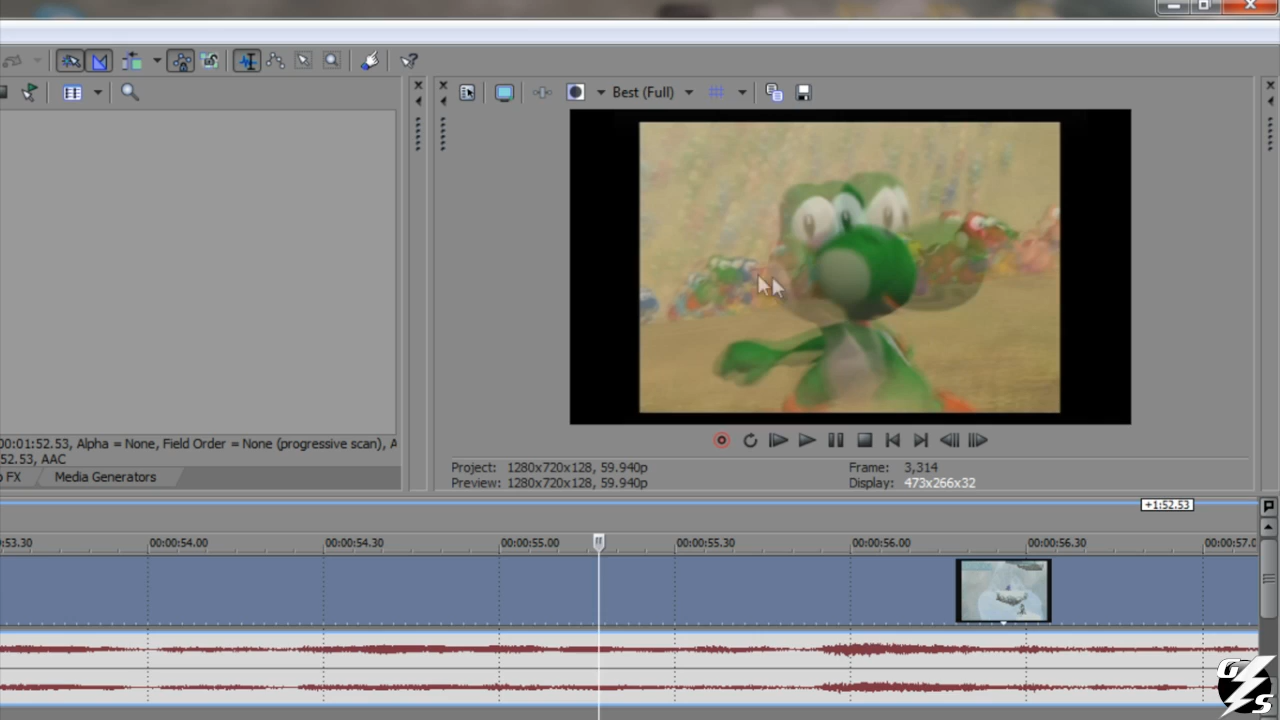 Best (Full)
00:01:52.53, Alpha = None, Field Order = None (progressive scan), A
52.53, AAC
FX
Media Generators
Project: 1280x720x128, 59.940p
Preview: 1280x720x128, 59.940p
Frame: 3,314
Display: 473x266x32
+1:52.53
:53.30 00:00:54.00 00:00:54.30 00:00:55.00 00:00:55.30 00:00:56.00 00:00:56.30 00:00:57.0
G S